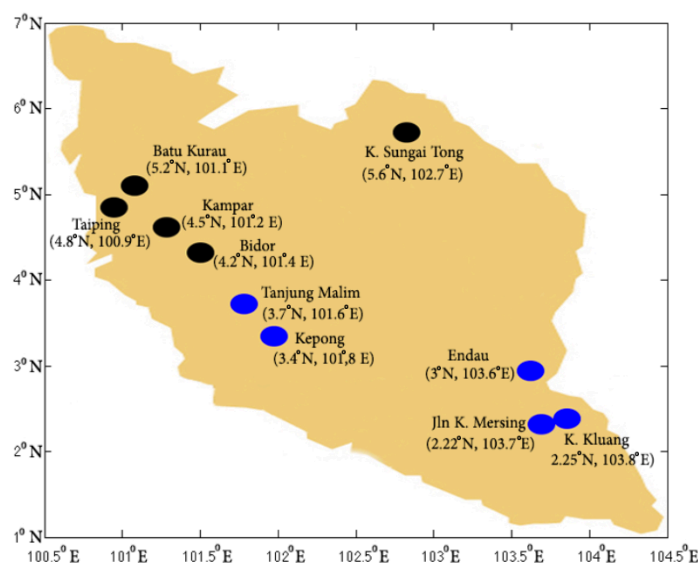 7°N
6°N
5°N
4°N
3°N
2°N
1°N
K. Sungai Tong
(5.6°N, 102.7°E)
Batu Kurau
(5.2°N, 101.1°E)
Kampar
(4.5°N, 101.2 E)
Taiping
(4.8°N, 100.9°E)
Bidor
(4.2°N, 101.4 E)
Tanjung Malim
(3.7°N, 101.6°E)
Kepong
(3.4°N, 101,8 E)
Endau
(3°N, 103.6°E)
Jln K. Mersing
(2.22°N, 103.7°E)
K. Kluang
2.25°N, 103.8°E)
100.5°E 101°E 101.5°E 102°E 102.5°E 103°E 103.5°E 104°E 104.5°E